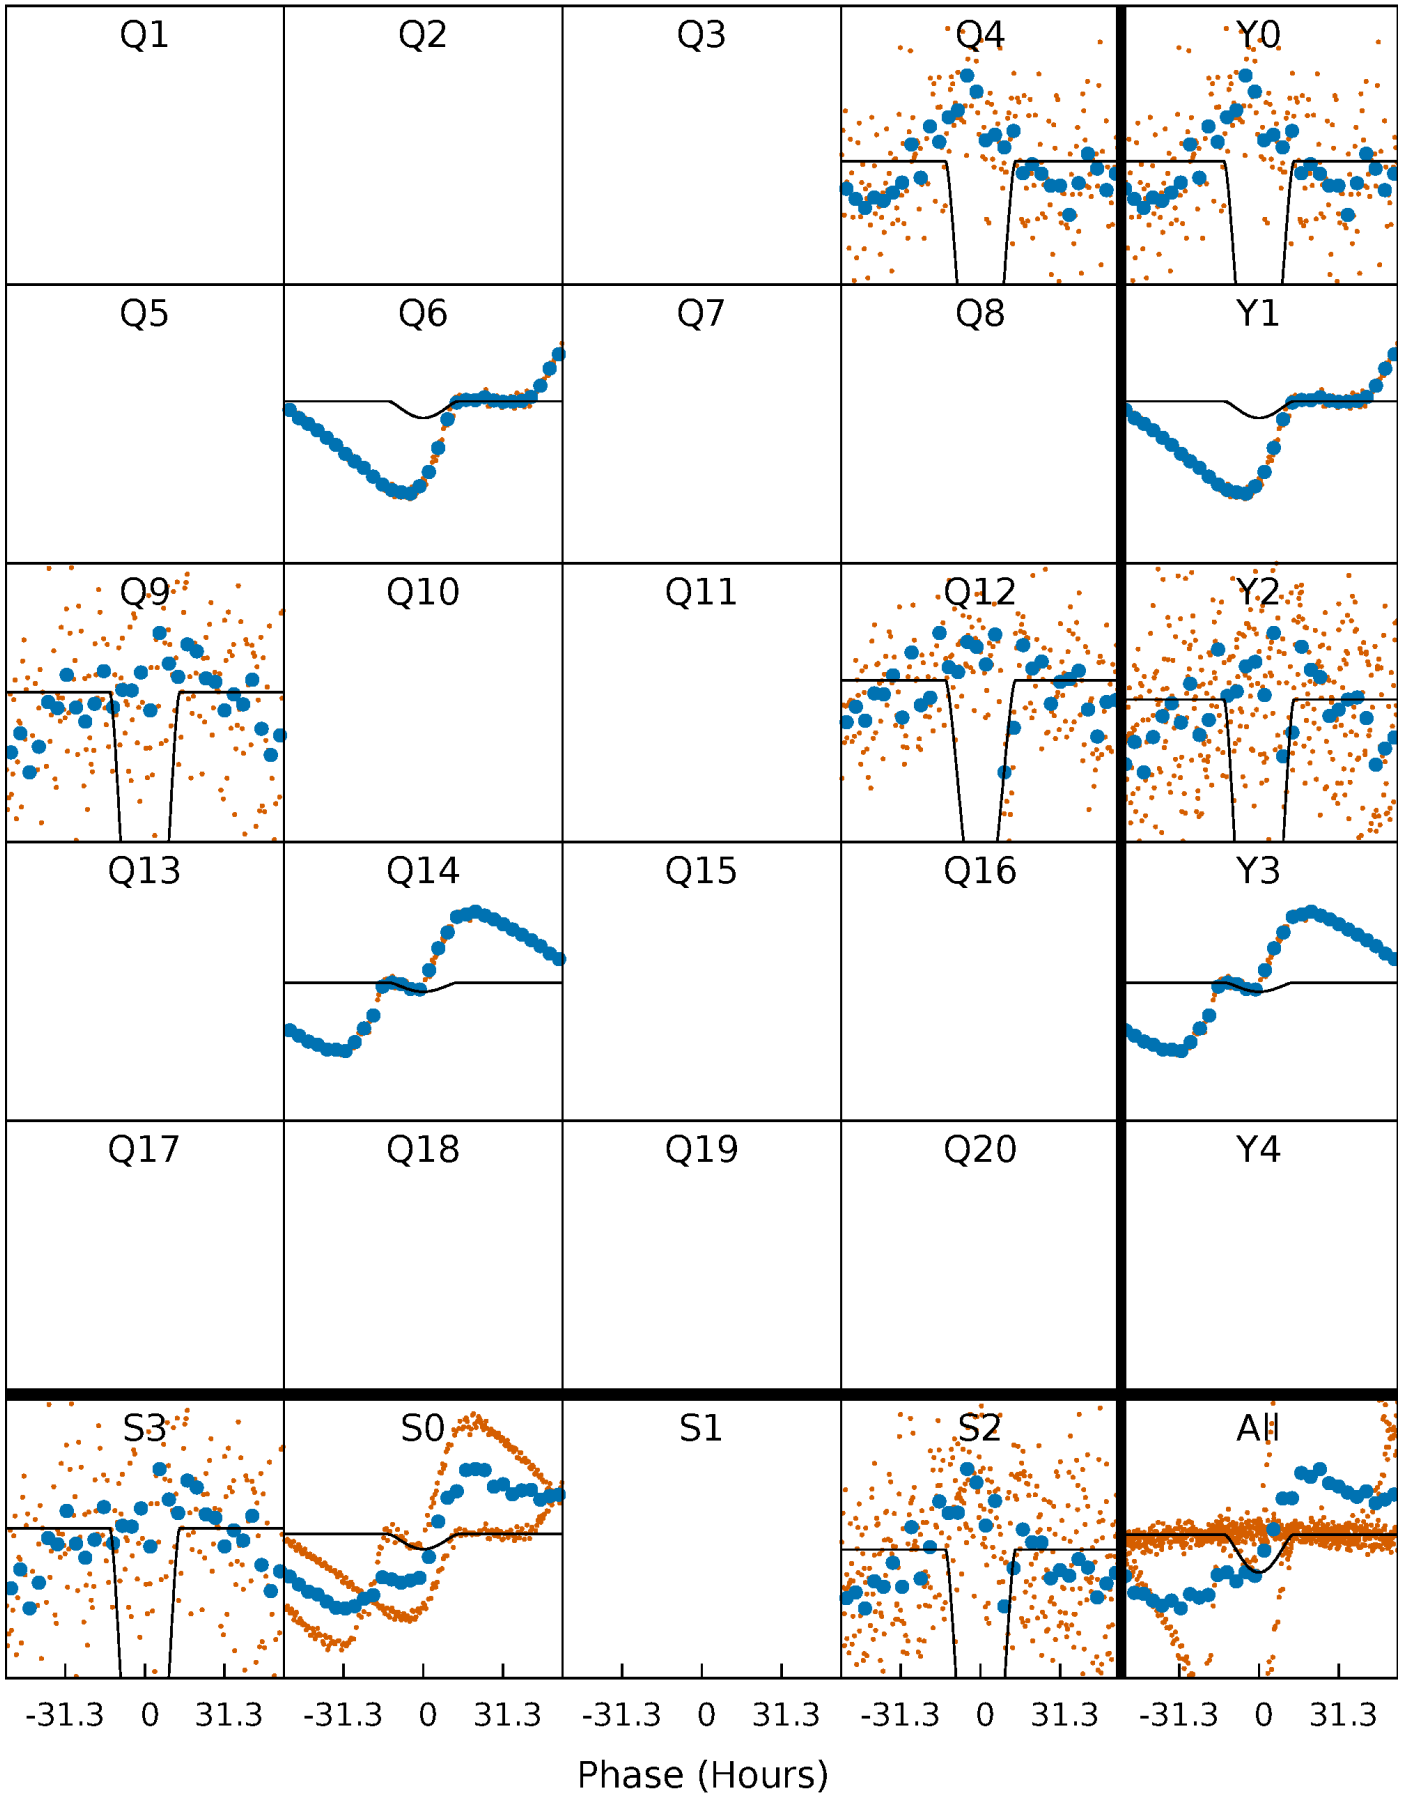 Q1 Q2 Q3 Q4 Y0
Q5 Q6 Q7 Q8 Y1
Q9 Q10 Q11 Q12 Y2
Q13 Q14 Q15 Q16 Y3
Q17 Q18 Q19 Q20 Y4
S3 S0 S1 S2 All
-31.3 0 31.3 -31.3 0 31.3 -31.3 0 31.3 -31.3 0 31.3 -31.3 0 31.3
Phase (Hours)